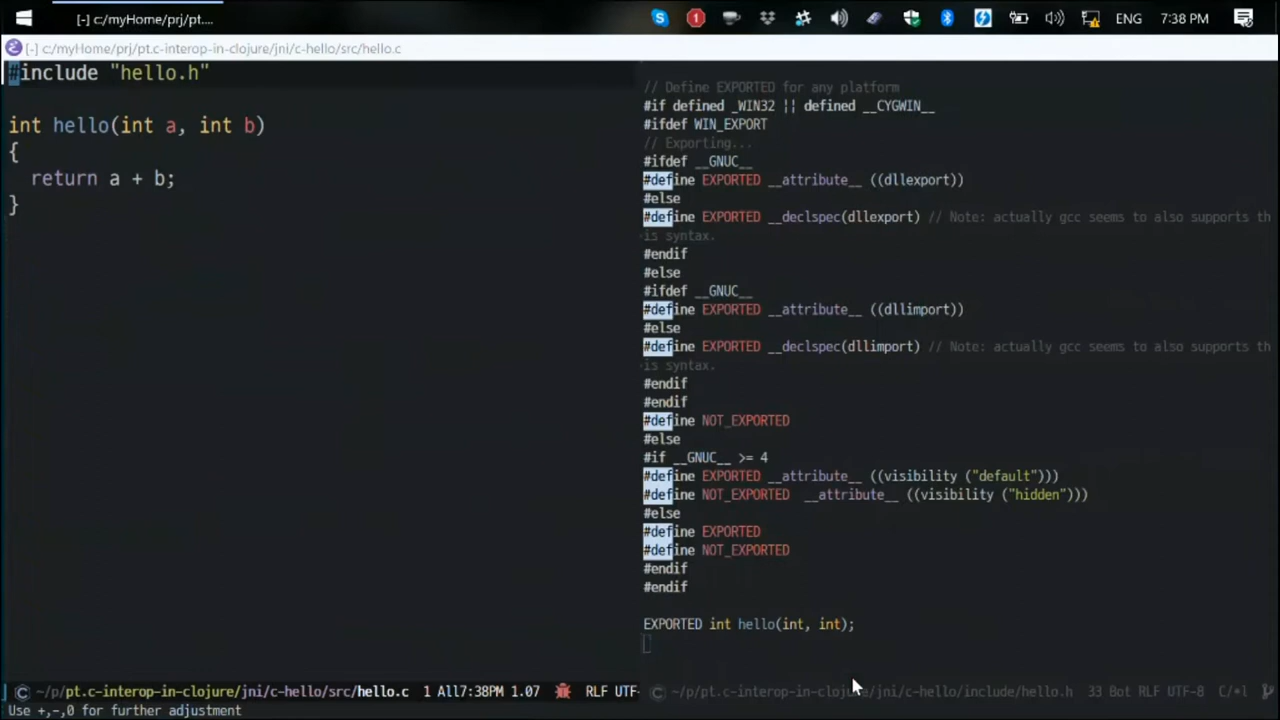 [-] c:/myHome/prj/pt....
1
ENG
7:38 PM
[-] c:/myHome/prj/pt.c-interop-in-clojure/jni/c-hello/src/hello.c
#include "hello.h"
int hello(int a, int b)
{
return a + b;
}
// Define EXPORTED for any platform
#if defined _WIN32 || defined __CYGWIN__
#ifdef WIN_EXPORT
// Exporting...
#ifdef __GNUC__
#define EXPORTED __attribute__ ((dllexport))
#else
#define EXPORTED __declspec(dllexport) // Note: actually gcc seems to also supports th
is syntax.
#endif
#else
#ifdef __GNUC__
#define EXPORTED __attribute__ ((dllimport))
#else
#define EXPORTED __declspec(dllimport) // Note: actually gcc seems to also supports th
is syntax.
#endif
#endif
#define NOT_EXPORTED
#else
#if __GNUC__ >= 4
#define EXPORTED __attribute__ ((visibility ("default")))
#define NOT_EXPORTED __attribute__ ((visibility ("hidden")))
#else
#define EXPORTED
#define NOT_EXPORTED
#endif
#endif
EXPORTED int hello(int, int);
~/p/pt.c-interop-in-clojure/jni/c-hello/src/hello.c 1 All7:38PM 1.07 RLF UTF-
~/p/pt.c-interop-in-clojure/jni/c-hello/include/hello.h 33 Bot RLF UTF-8 C/*l
Use +,-,0 for further adjustment